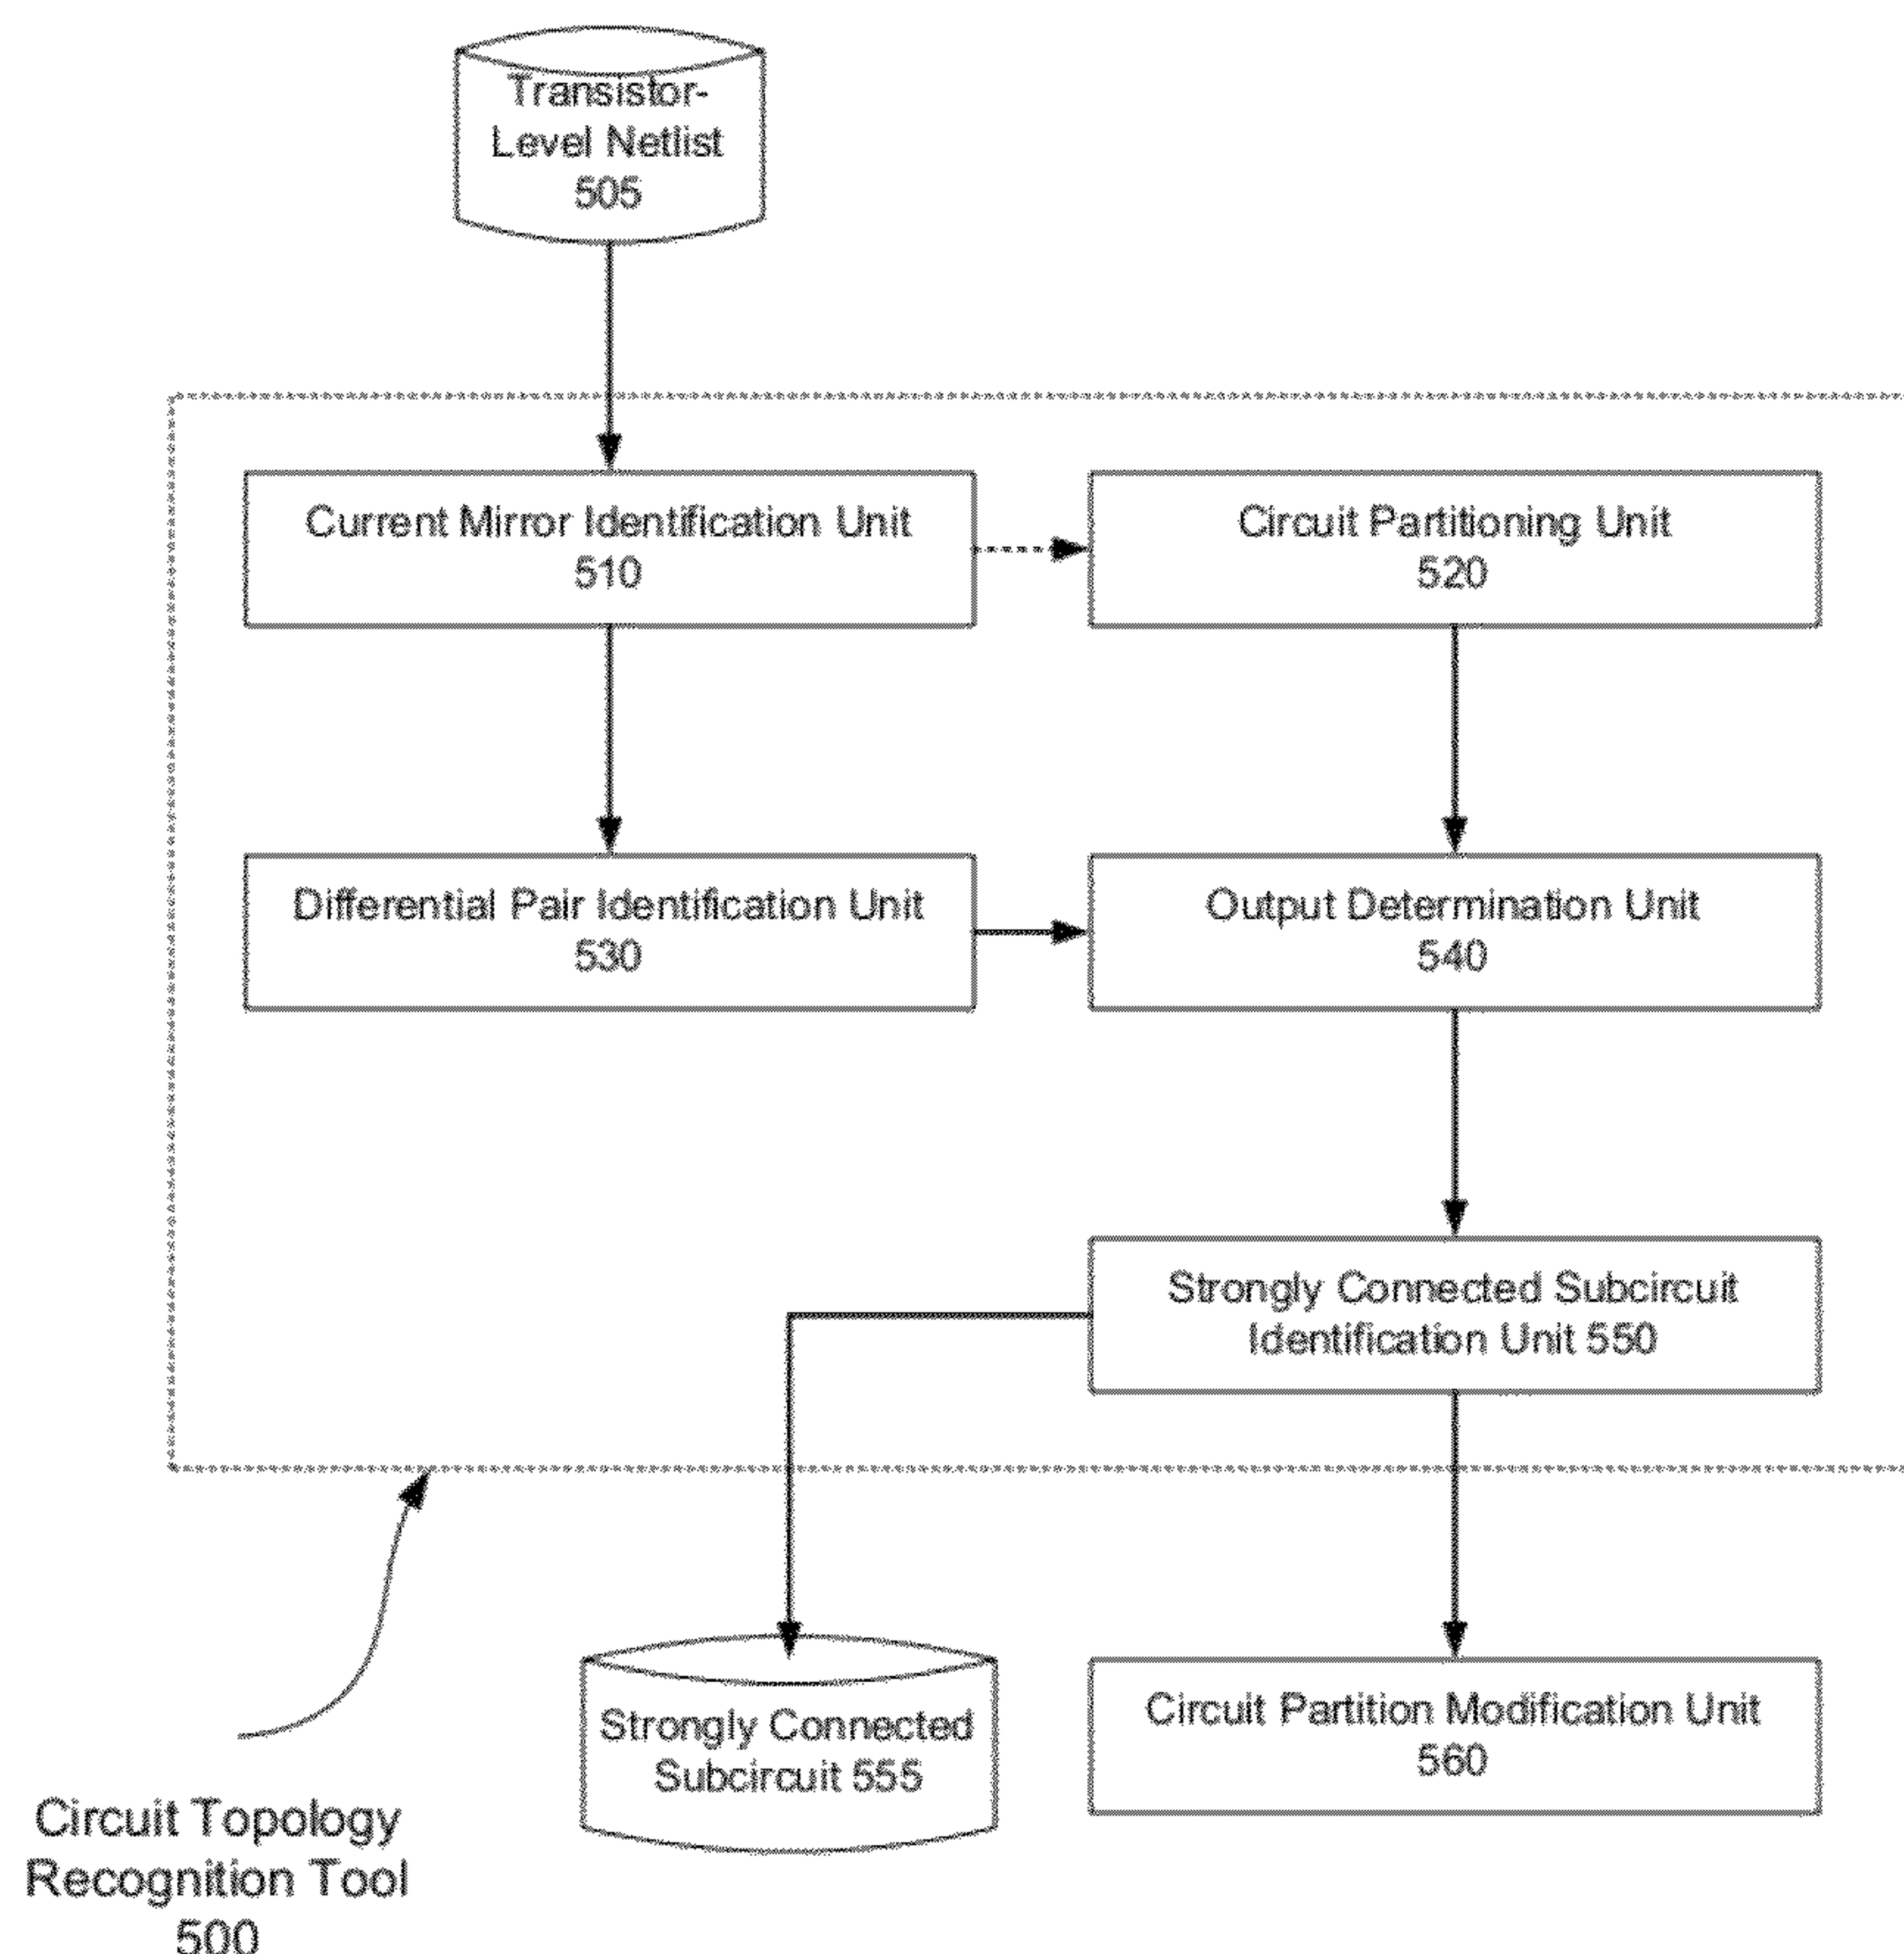 Transistor-
Level Netlist
505
Current Mirror Identification Unit
510
Circuit Partitioning Unit
520
Differential Pair Identification Unit
530
Output Determination Unit
540
Strongly Connected Subcircuit
Identification Unit 550
Strongly Connected
Subcircuit 555
Circuit Partition Modification Unit
560
Circuit Topology
Recognition Tool
500